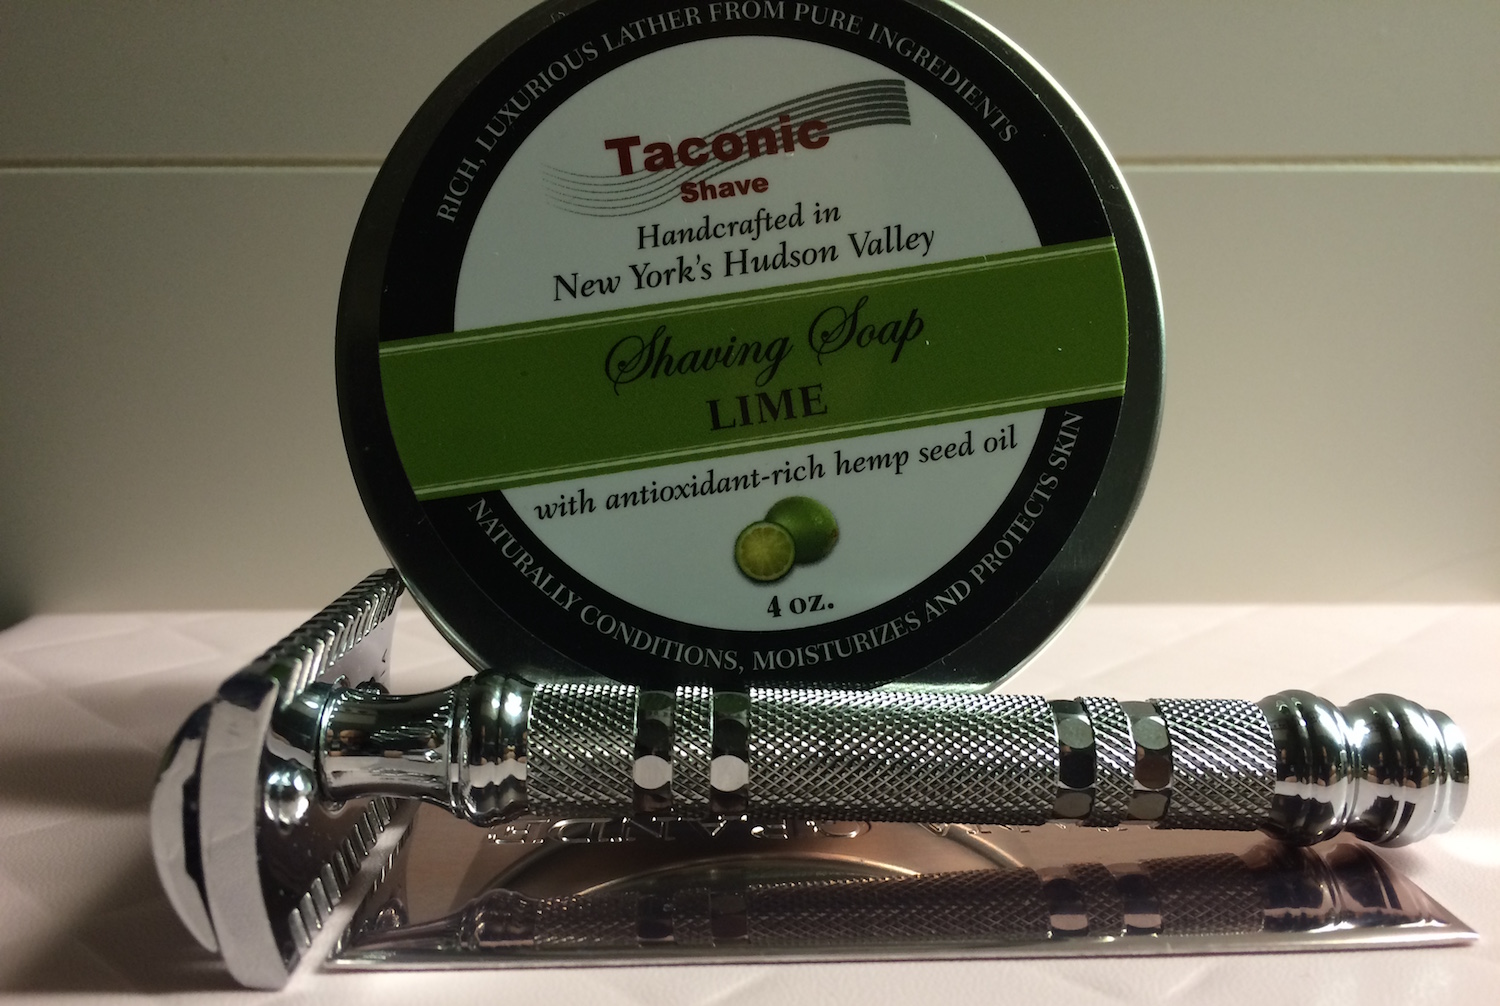 RICH, LUXURIOUS LATHER FROM PURE INGREDIENTS
Taconic
Shave
Handcrafted in
New York's Hudson Valley
Shaving Soap
LIME
with antioxidant-rich hemp seed oil
4 oz.
NATURALLY CONDITIONS, MOISTURIZES AND PROTECTS SKIN